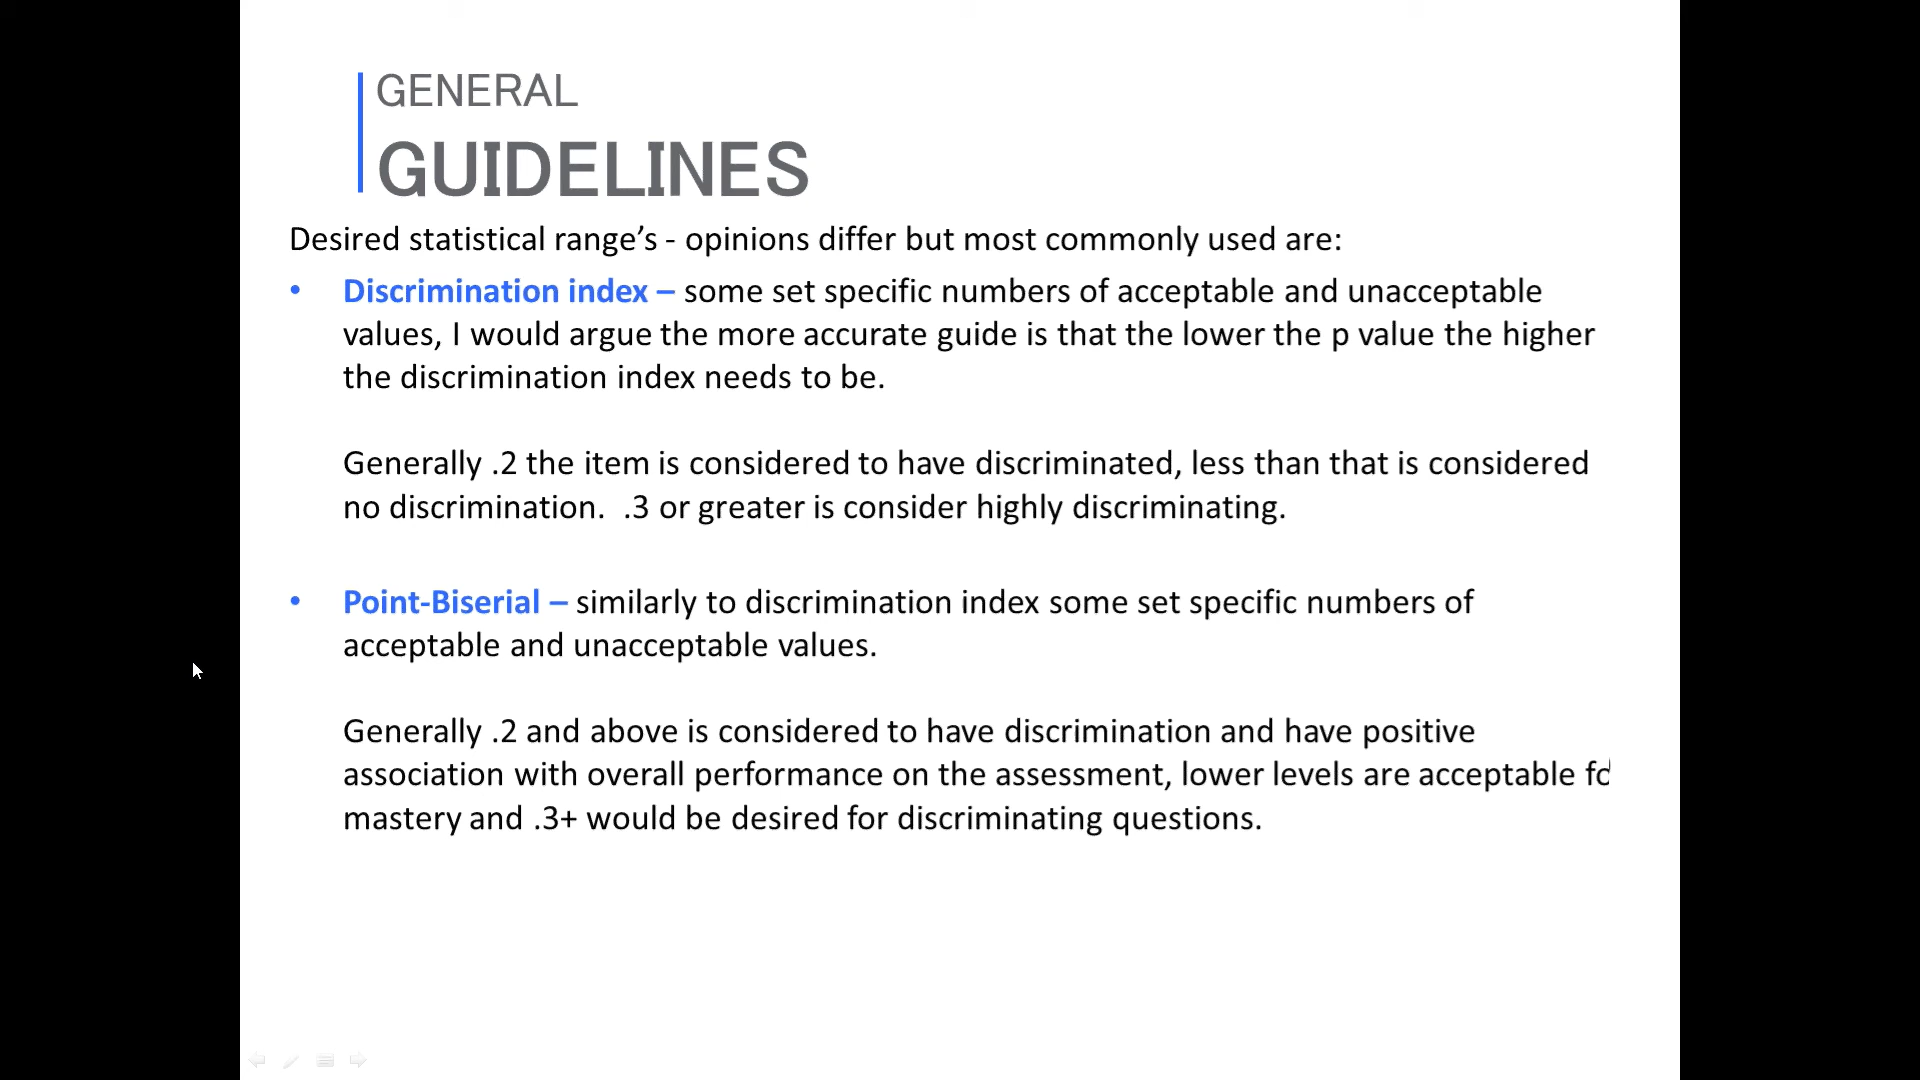 GENERAL
GUIDELINES
Desired statistical range’s - opinions differ but most commonly used are:
• Discrimination index – some set specific numbers of acceptable and unacceptable
values, I would argue the more accurate guide is that the lower the p value the higher
the discrimination index needs to be.
Generally .2 the item is considered to have discriminated, less than that is considered
no discrimination.  .3 or greater is consider highly discriminating.
• Point-Biserial – similarly to discrimination index some set specific numbers of
acceptable and unacceptable values.
Generally .2 and above is considered to have discrimination and have positive
association with overall performance on the assessment, lower levels are acceptable
mastery and .3+ would be desired for discriminating questions.